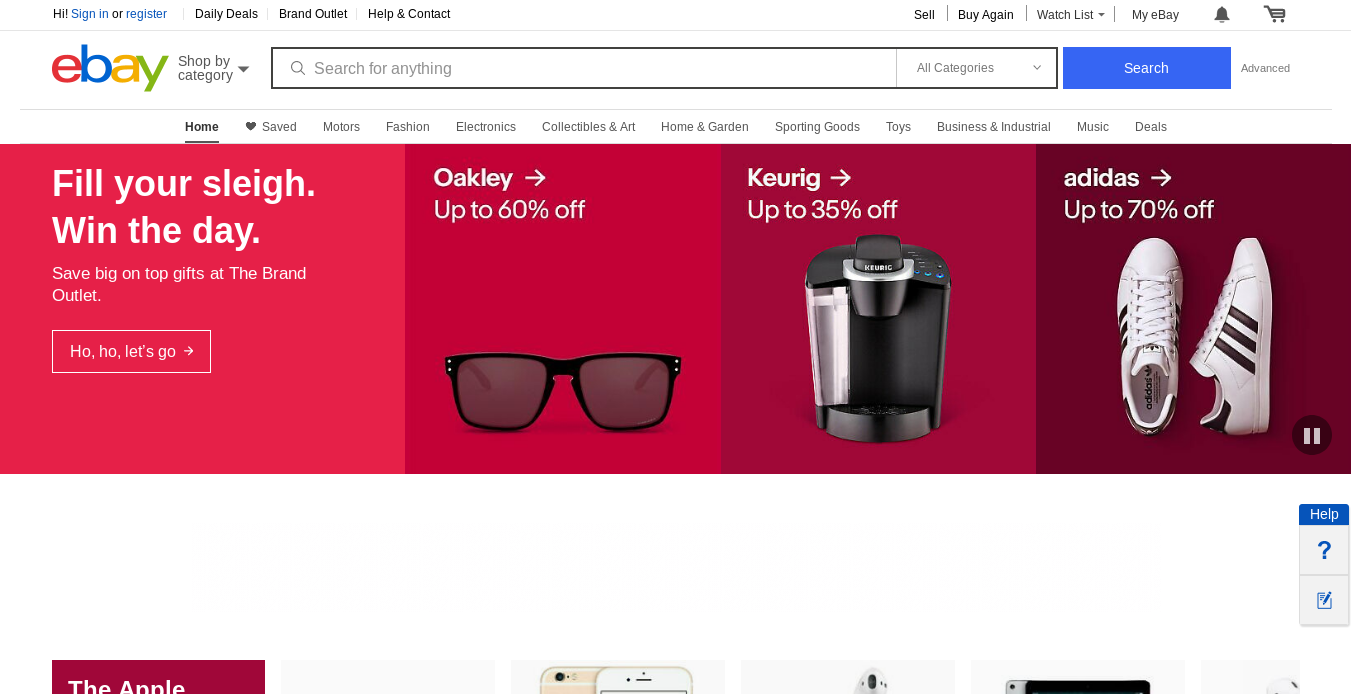 Hi! Sign in or register Daily Deals Brand Outlet Help & Contact Sell Buy Again Watch List My eBay
ebay Shop by category Search for anything All Categories Search Advanced
Home Saved Motors Fashion Electronics Collectibles & Art Home & Garden Sporting Goods Toys Business & Industrial Music Deals
Fill your sleigh.
Win the day.
Save big on top gifts at The Brand
Outlet.
Ho, ho, let's go →
Oakley →
Up to 60% off
Keurig →
Up to 35% off
KEURIG
adidas →
Up to 70% off
adidas
Help
?
The Apple